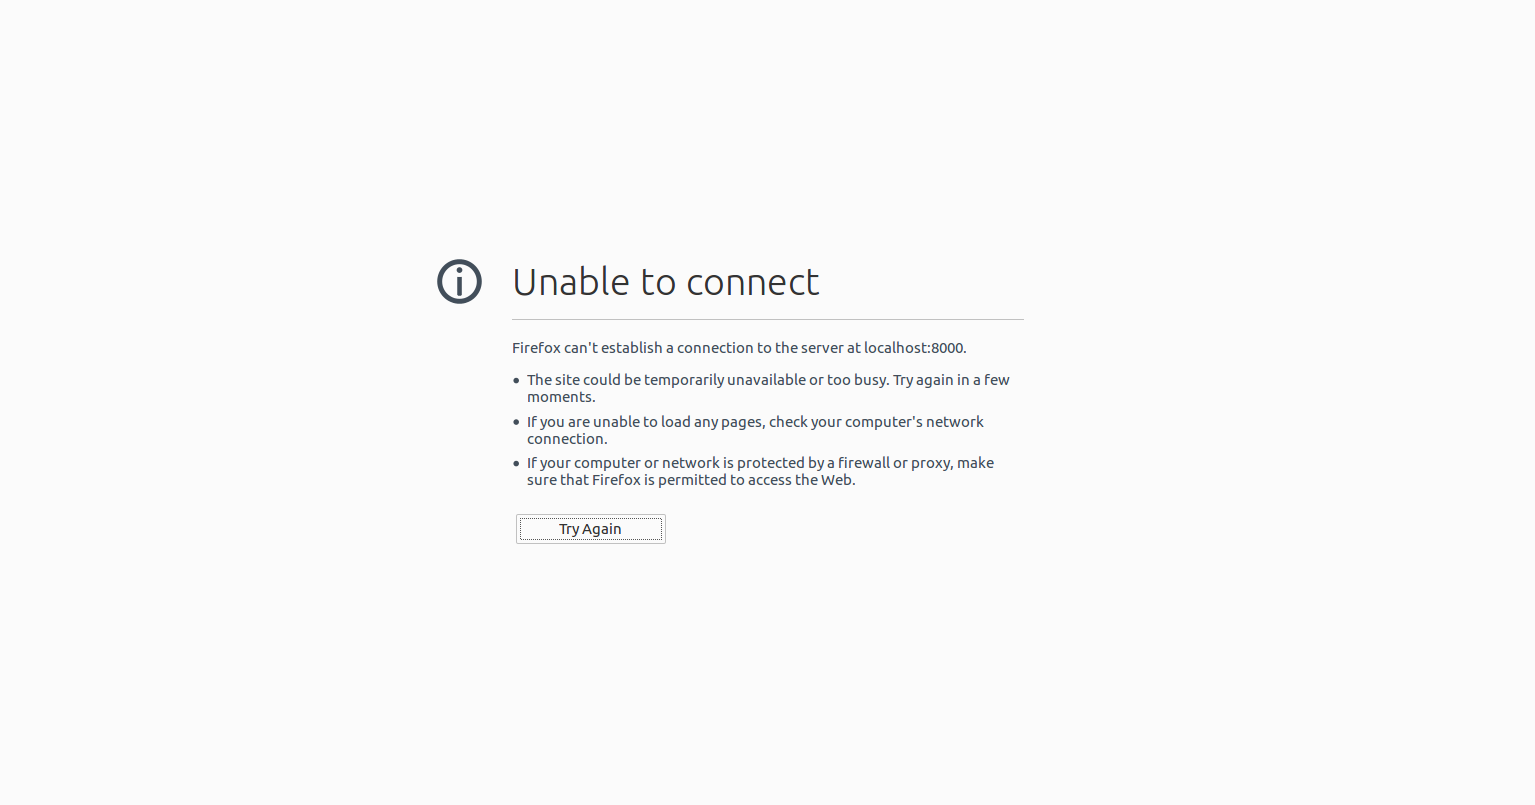 Unable to connect
Firefox can't establish a connection to the server at localhost:8000.
The site could be temporarily unavailable or too busy. Try again in a few
moments.
If you are unable to load any pages, check your computer's network
connection.
If your computer or network is protected by a firewall or proxy, make
sure that Firefox is permitted to access the Web.
Try Again